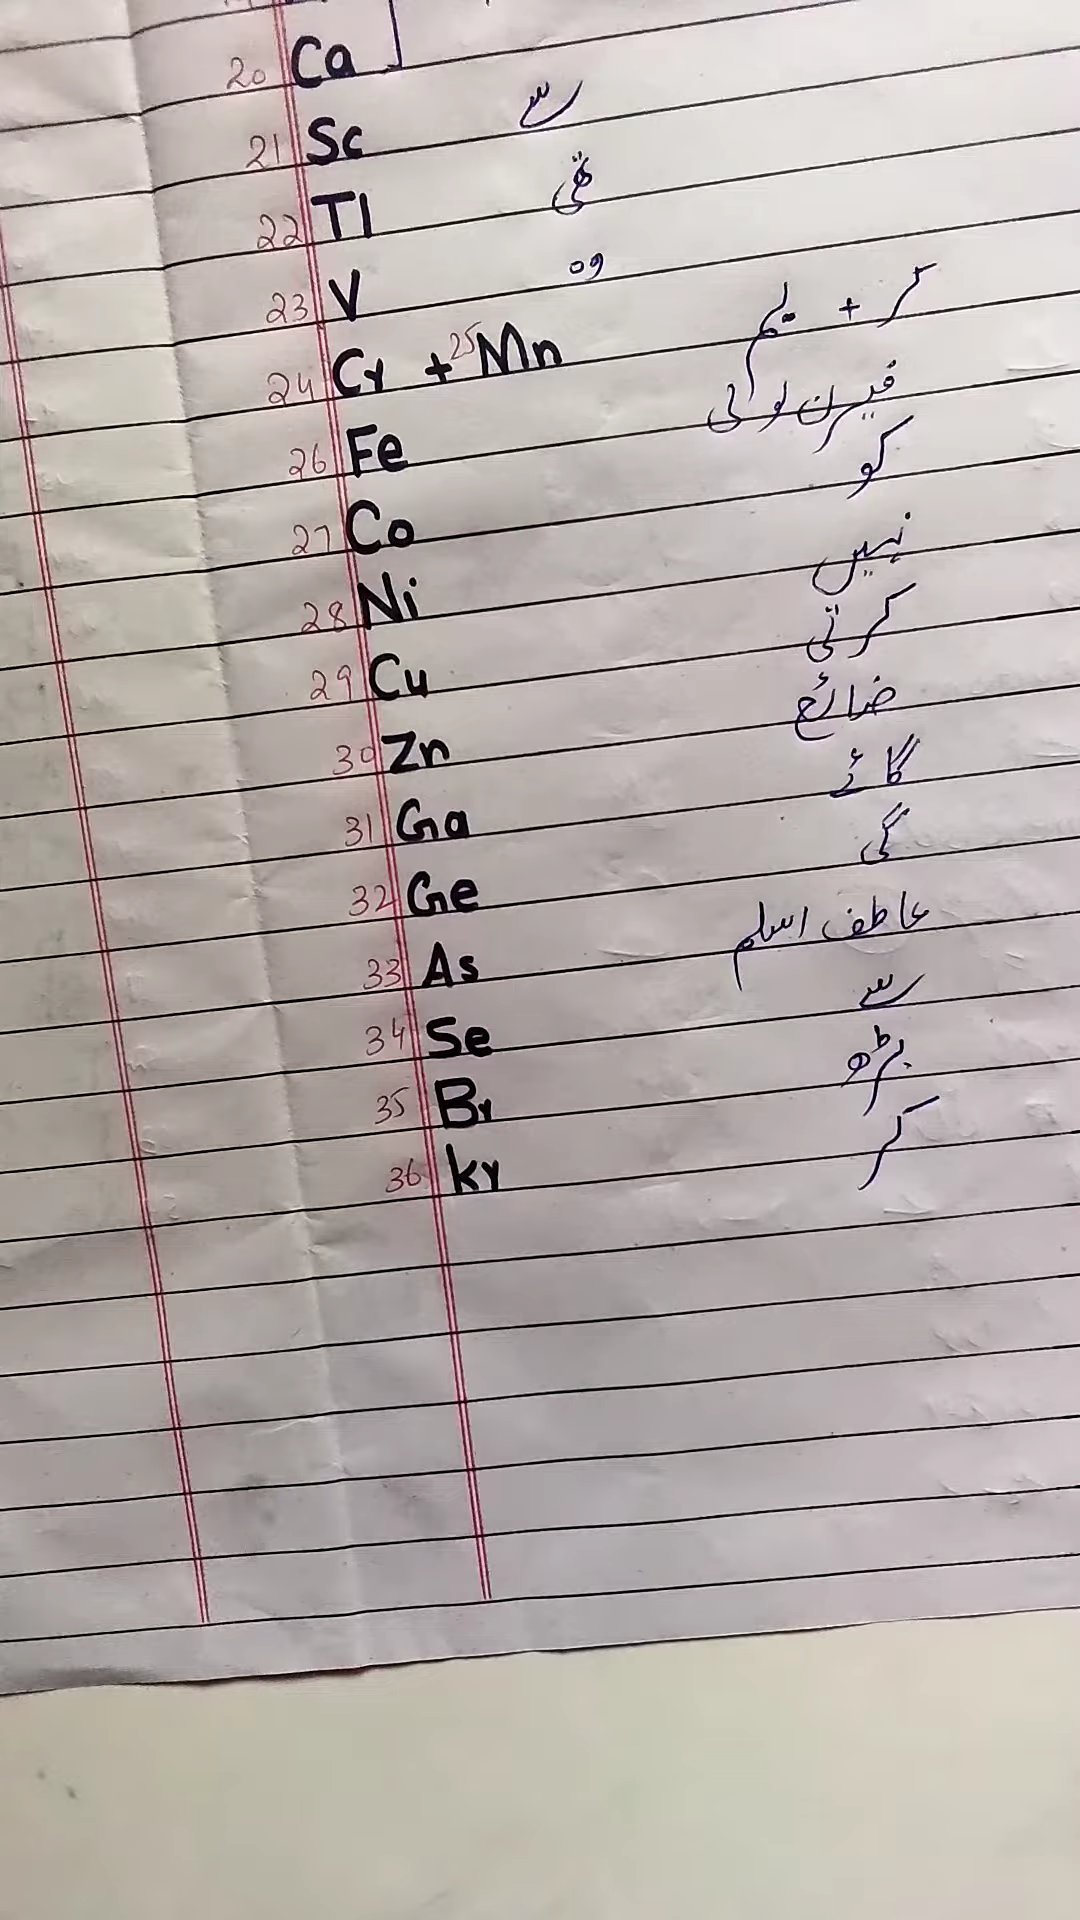 20 Ca
21 Sc سے
22 TI تھی
23 V وہ
24 Cr + 25 Mn کر + یم
26 Fe فیرن لولی
27 Co کو
28 Ni نہیں
29 Cu کرتی
30 Zn ضائع
31 Ga گائے
32 Ge گی
33 As عاطف اسلم
34 Se سے
35 Br بڑھ
36 kr کر